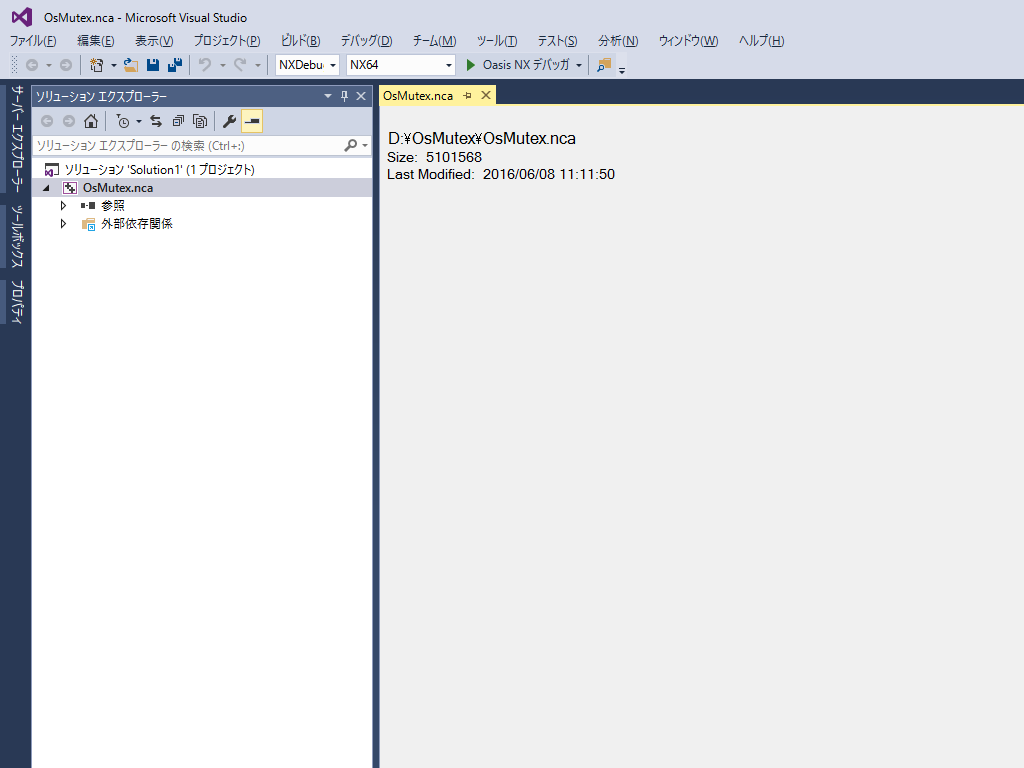 OsMutex.nca - Microsoft Visual Studio
ファイル(F) 編集(E) 表示(V) プロジェクト(P) ビルド(B) デバッグ(D) チーム(M) ツール(T) テスト(S) 分析(N) ウィンドウ(W) ヘルプ(H)
NXDebu NX64 Oasis NX デバッガ
サーバー エクスプローラー
ツールボックス
プロパティ
ソリューション エクスプローラー
ソリューション エクスプローラー の検索 (Ctrl+:)
ソリューション 'Solution1' (1 プロジェクト)
OsMutex.nca
参照
外部依存関係
OsMutex.nca
D:¥OsMutex¥OsMutex.nca
Size: 5101568
Last Modified: 2016/06/08 11:11:50